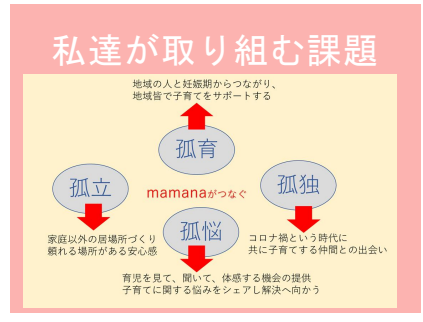 私達が取り組む課題
地域の人と妊娠期からつながり、
地域皆で子育てをサポートする
孤育
孤立
mamanaがつなぐ
孤独
孤悩
家庭以外の居場所づくり
頼れる場所がある安心感
コロナ禍という時代に
共に子育てする仲間との出会い
育児を見て、聞いて、体感する機会の提供
子育てに関する悩みをシェアし解決へ向かう